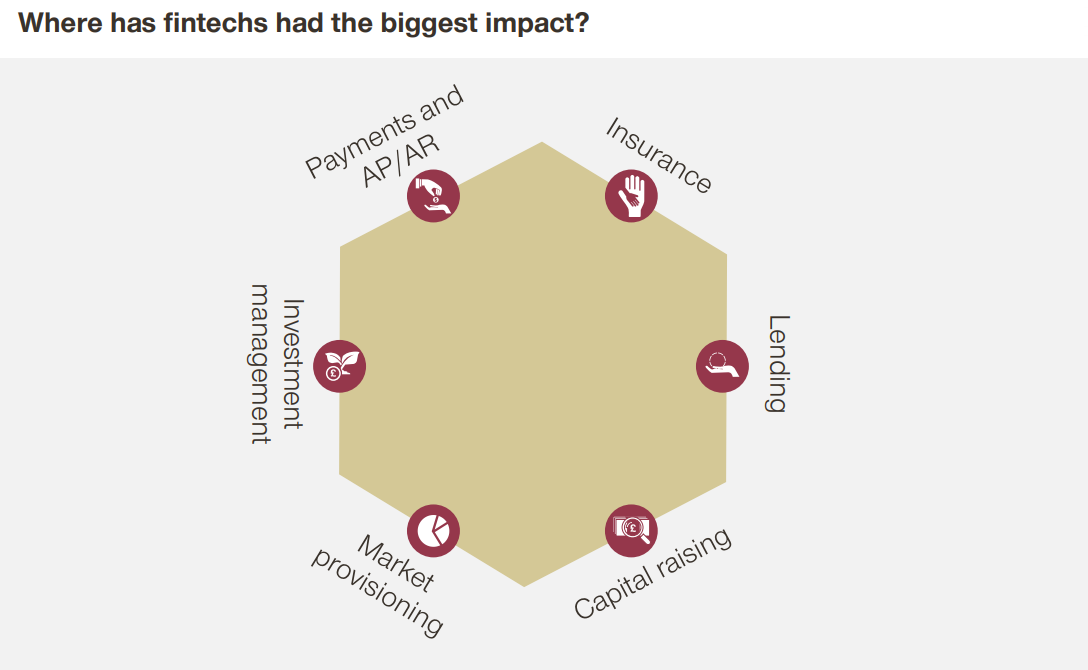 Where has fintechs had the biggest impact?
Payments and
AP/AR
Insurance
Investment
management
£
Lending
Market
provisioning
£
Capital raising